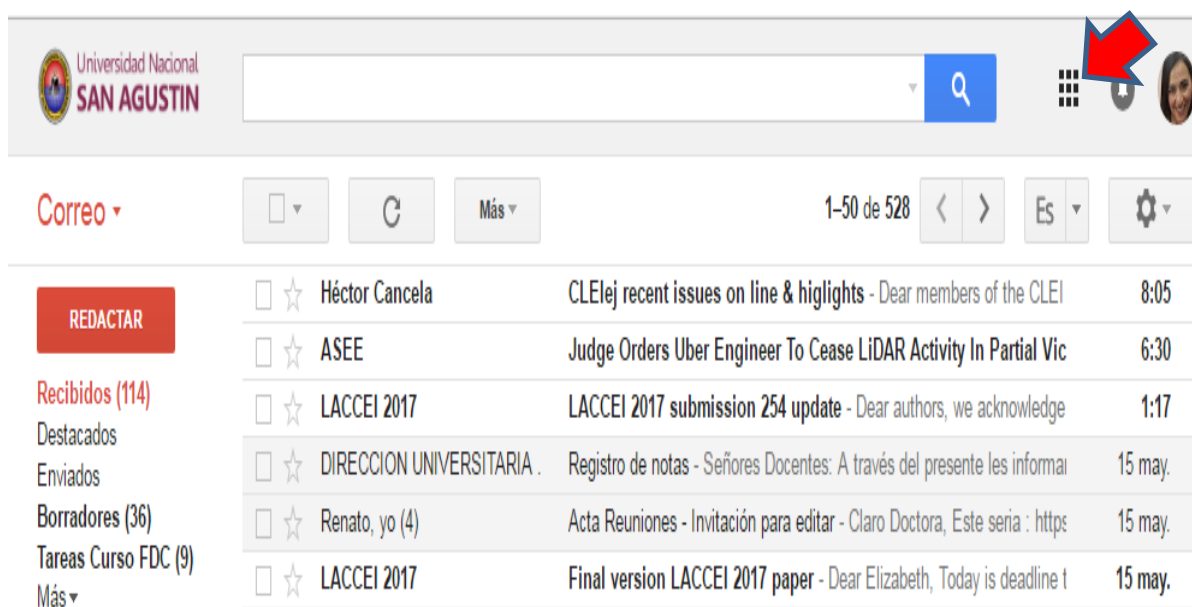 Universidad Nacional
SAN AGUSTIN
Correo
Más
1–50 de 528
Es
REDACTAR
Recibidos (114)
Destacados
Enviados
Borradores (36)
Tareas Curso FDC (9)
Más
Héctor Cancela CLEIej recent issues on line & higlights - Dear members of the CLEI 8:05
ASEE Judge Orders Uber Engineer To Cease LiDAR Activity In Partial Vic 6:30
LACCEI 2017 LACCEI 2017 submission 254 update - Dear authors, we acknowledge 1:17
DIRECCION UNIVERSITARIA . Registro de notas - Señores Docentes: A través del presente les informa 15 may.
Renato, yo (4) Acta Reuniones - Invitación para editar - Claro Doctora, Este seria : https 15 may.
LACCEI 2017 Final version LACCEI 2017 paper - Dear Elizabeth, Today is deadline t 15 may.